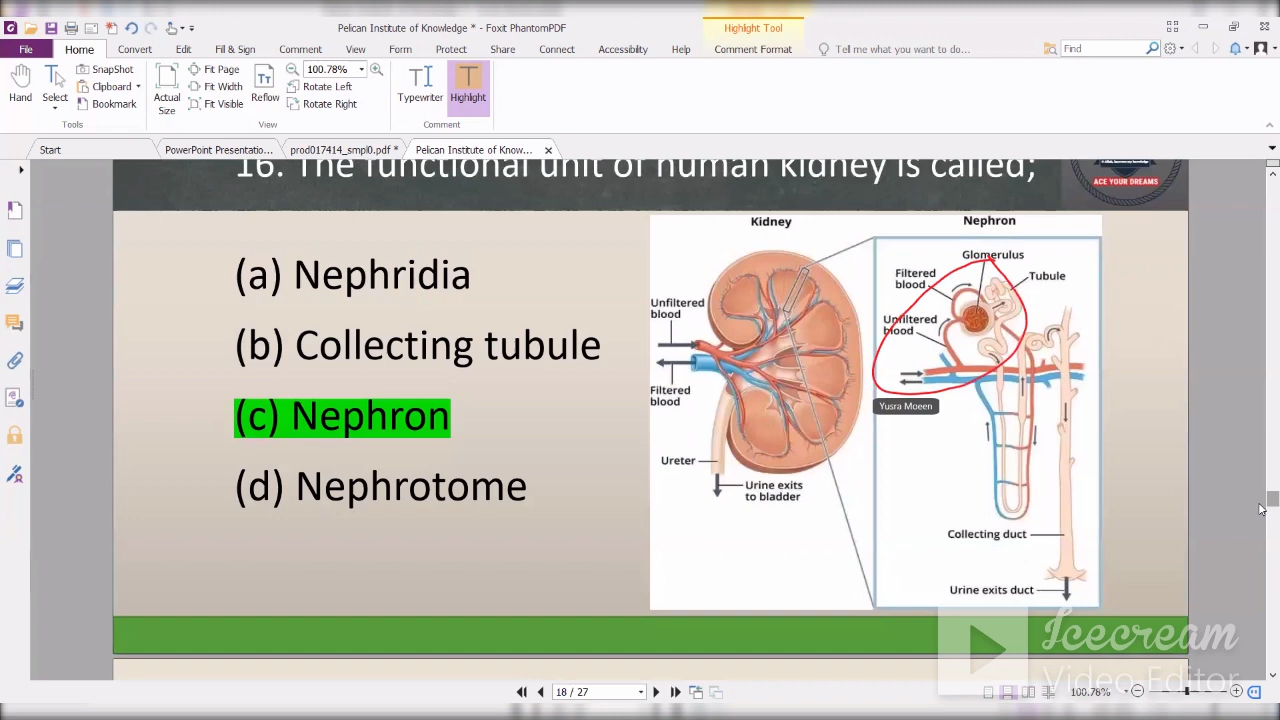 Pelican Institute of Knowledge * - Foxit PhantomPDF
Highlight Tool
File
Home
Convert
Edit
Fill & Sign
Comment
View
Form
Protect
Share
Connect
Accessibility
Help
Comment Format
Tell me what you want to do...
Find
Hand
Select
SnapShot
Clipboard
Bookmark
Tools
Actual
Size
Fit Page
Fit Width
Fit Visible
Reflow
100.78%
Rotate Left
Rotate Right
View
Typewriter
Highlight
Comment
Start
PowerPoint Presentatio...
prod017414_smpl0.pdf *
Pelican Institute of Know...
16. The functional unit of human kidney is called;
ACE YOUR DREAMS
(a) Nephridia
(b) Collecting tubule
(c) Nephron
(d) Nephrotome
Kidney
Unfiltered
blood
Filtered
blood
Ureter
Urine exits
to bladder
Nephron
Glomerulus
Filtered
blood
Tubule
Unfiltered
blood
Yusra Moeen
Collecting duct
Urine exits duct
Icecream
Video Editor
18 / 27
100.78%